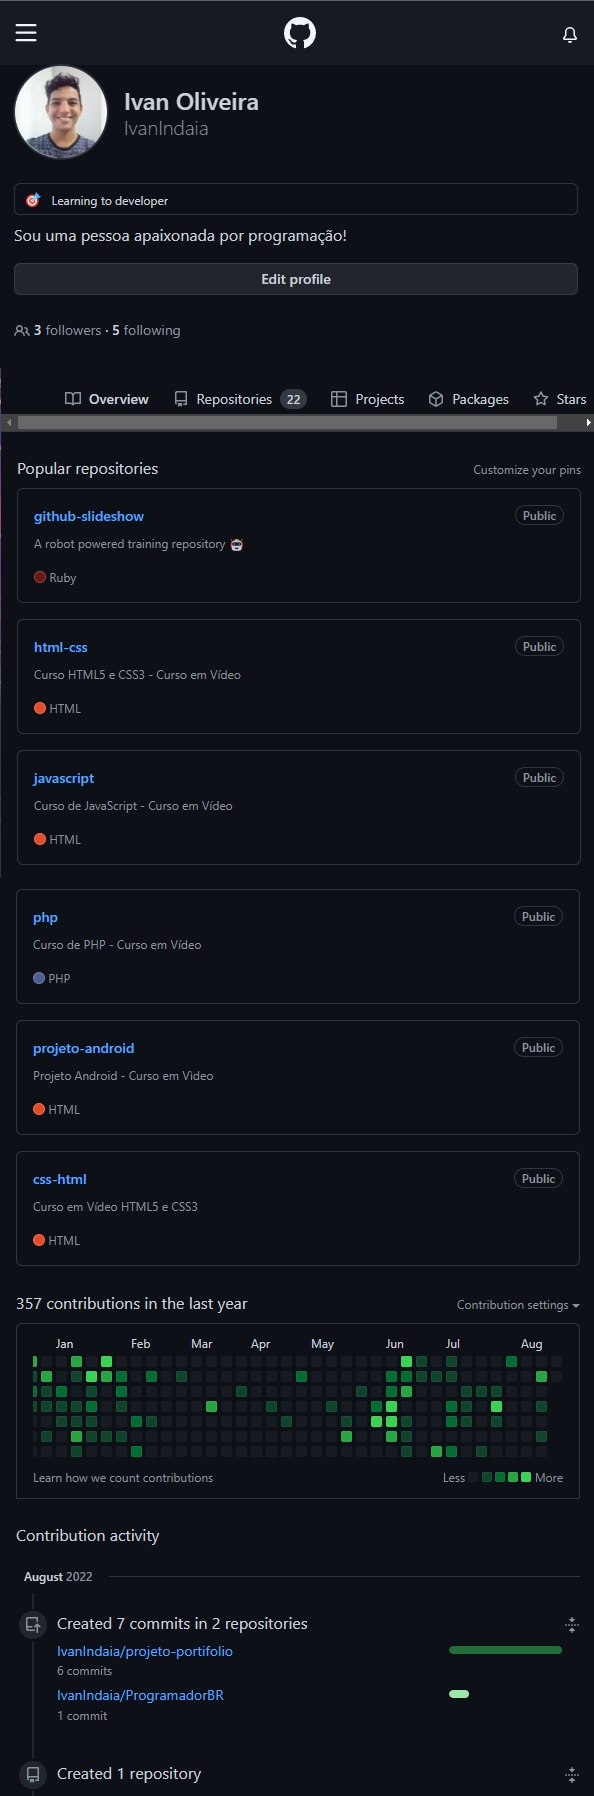 Ivan Oliveira
IvanIndaia
Learning to developer
Sou uma pessoa apaixonada por programação!
Edit profile
3 followers · 5 following
Overview Repositories 22 Projects Packages Stars
Popular repositories Customize your pins
github-slideshow Public
A robot powered training repository
Ruby
html-css Public
Curso HTML5 e CSS3 - Curso em Vídeo
HTML
javascript Public
Curso de JavaScript - Curso em Vídeo
HTML
php Public
Curso de PHP - Curso em Vídeo
PHP
projeto-android Public
Projeto Android - Curso em Video
HTML
css-html Public
Curso em Vídeo HTML5 e CSS3
HTML
357 contributions in the last year Contribution settings
Jan Feb Mar Apr May Jun Jul Aug
Learn how we count contributions Less More
Contribution activity
August 2022
Created 7 commits in 2 repositories
IvanIndaia/projeto-portifolio
6 commits
IvanIndaia/ProgramadorBR
1 commit
Created 1 repository